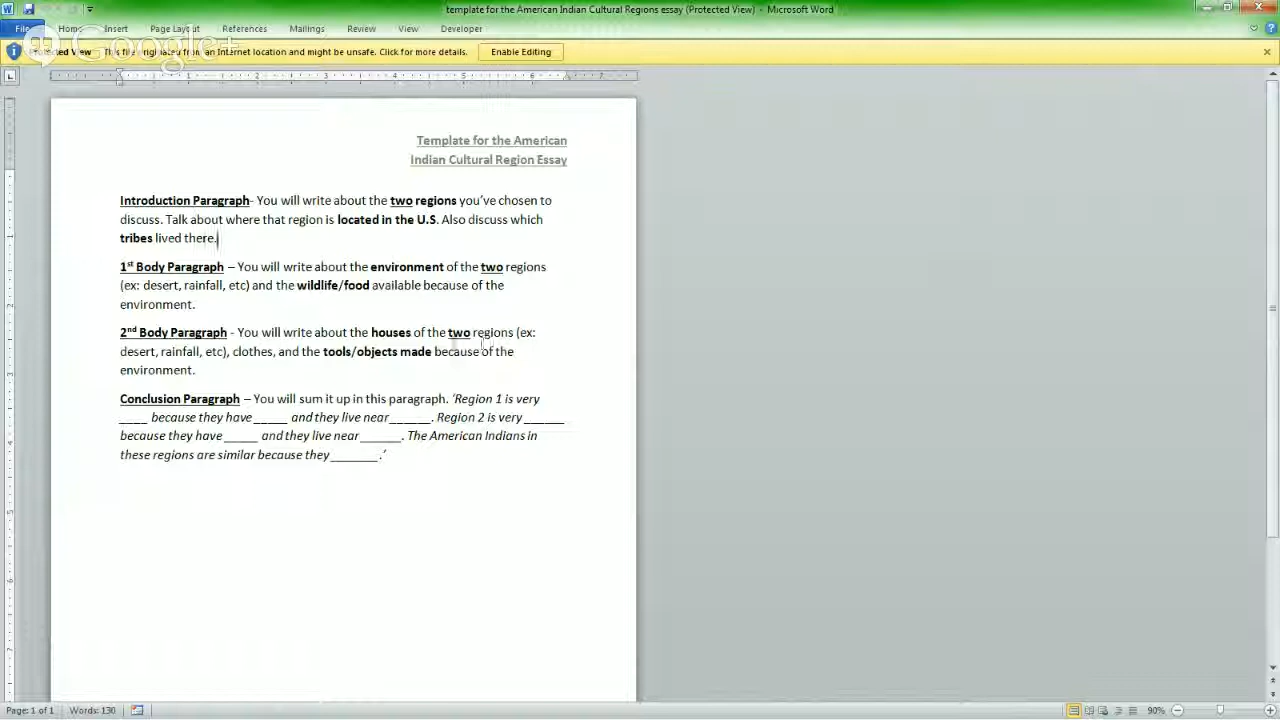 template for the American Indian Cultural Regions essay (Protected View) - Microsoft Word
File Home Insert Page Layout References Mailings Review View Developer
Google+
Protected View This file originated from an Internet location and might be unsafe. Click for more details. Enable Editing
Template for the American
Indian Cultural Region Essay
Introduction Paragraph- You will write about the two regions you've chosen to
discuss. Talk about where that region is located in the U.S. Also discuss which
tribes lived there.
1st Body Paragraph – You will write about the environment of the two regions
(ex: desert, rainfall, etc) and the wildlife/food available because of the
environment.
2nd Body Paragraph - You will write about the houses of the two regions (ex:
desert, rainfall, etc), clothes, and the tools/objects made because of the
environment.
Conclusion Paragraph – You will sum it up in this paragraph. 'Region 1 is very
____ because they have _____ and they live near ______. Region 2 is very ______
because they have _____ and they live near ______. The American Indians in
these regions are similar because they _______.'
Page: 1 of 1 Words: 130 90%